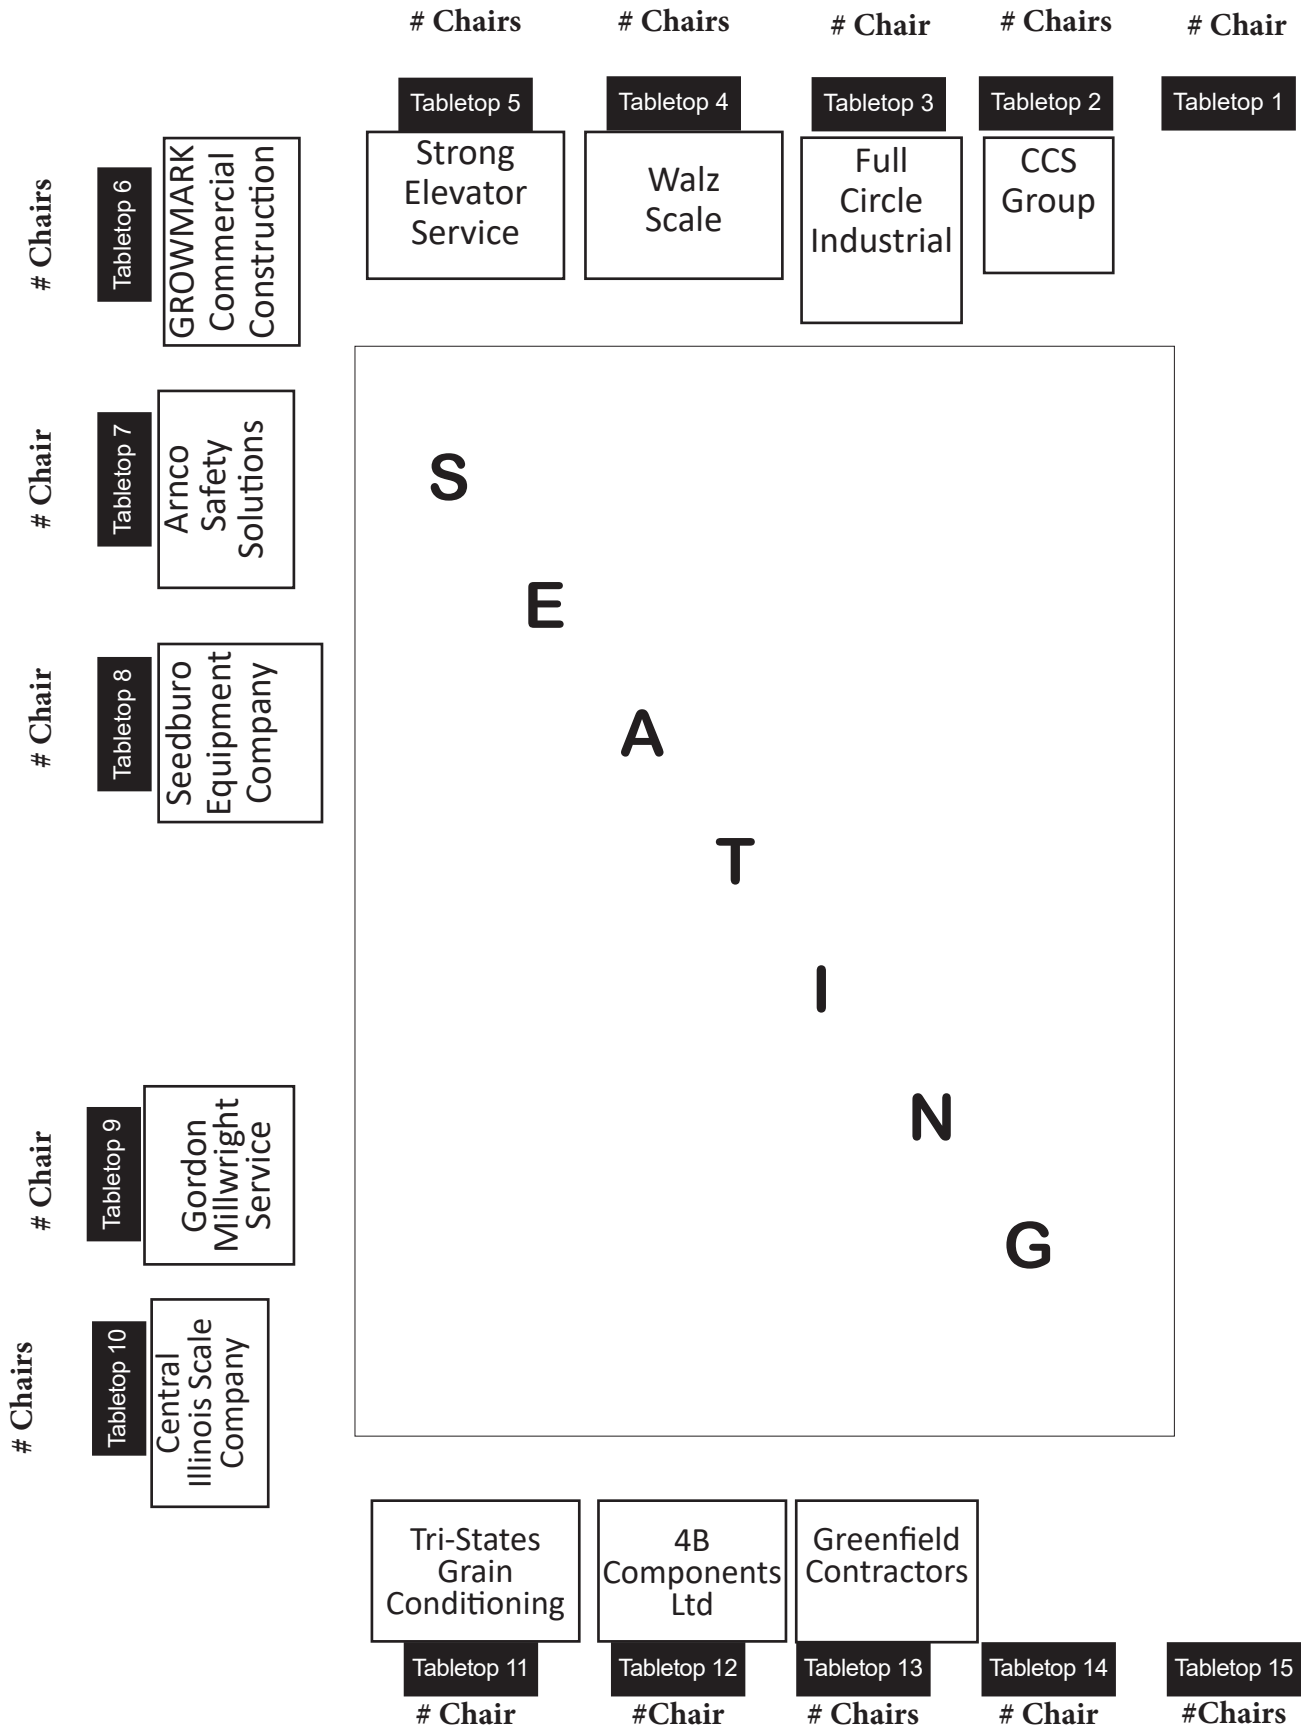 # Chairs
# Chairs
# Chair
# Chairs
# Chair
Tabletop 5
Tabletop 4
Tabletop 3
Tabletop 2
Tabletop 1
Strong
Elevator
Service
Walz
Scale
Full
Circle
Industrial
CCS
Group
# Chairs
Tabletop 6
GROWMARK
Commercial
Construction
# Chair
Tabletop 7
Arnco
Safety
Solutions
# Chair
Tabletop 8
Seedburo
Equipment
Company
S
E
A
T
I
N
G
# Chair
Tabletop 9
Gordon
Millwright
Service
# Chairs
Tabletop 10
Central
Illinois Scale
Company
Tri-States
Grain
Conditioning
4B
Components
Ltd
Greenfield
Contractors
Tabletop 11
Tabletop 12
Tabletop 13
Tabletop 14
Tabletop 15
# Chair
#Chair
# Chairs
# Chair
#Chairs